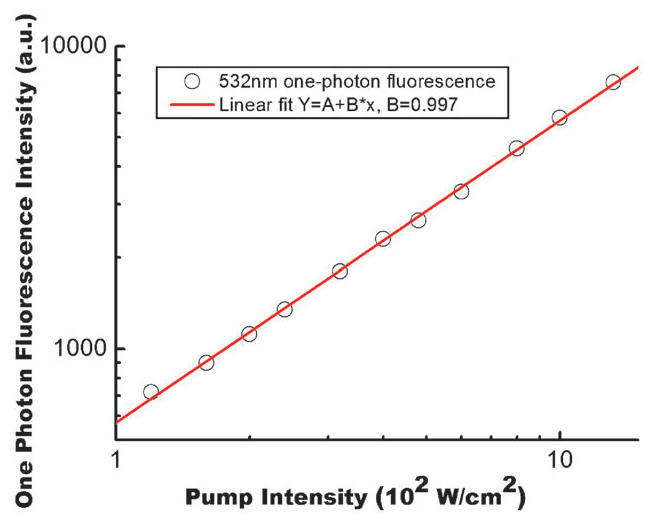 One Photon Fluorescence Intensity (a.u.)
10000
532nm one-photon fluorescence
Linear fit Y=A+B*x, B=0.997
1000
1
10
Pump Intensity (10² W/cm²)